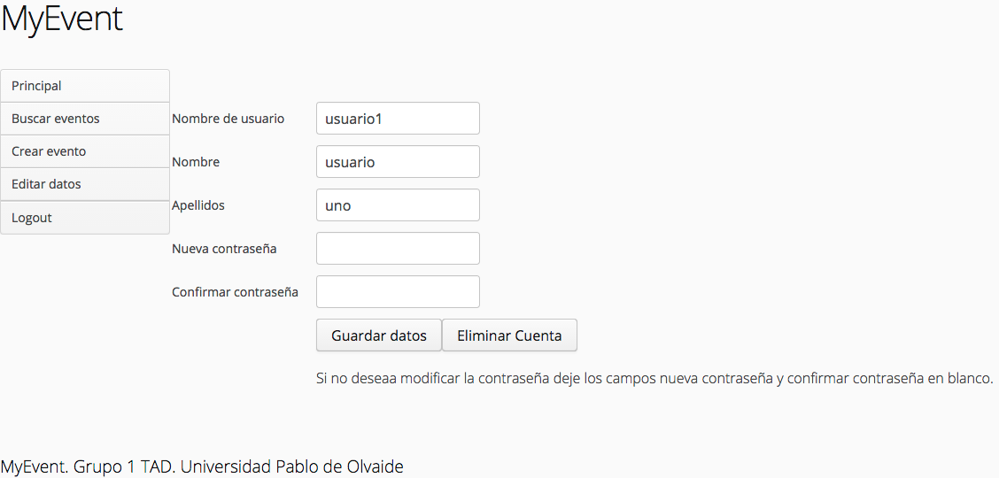 MyEvent
Principal
Buscar eventos
Crear evento
Editar datos
Logout
Nombre de usuario usuario1
Nombre usuario
Apellidos uno
Nueva contraseña
Confirmar contraseña
Guardar datos Eliminar Cuenta
Si no deseaa modificar la contraseña deje los campos nueva contraseña y confirmar contraseña en blanco.
MyEvent. Grupo 1 TAD. Universidad Pablo de Olvaide